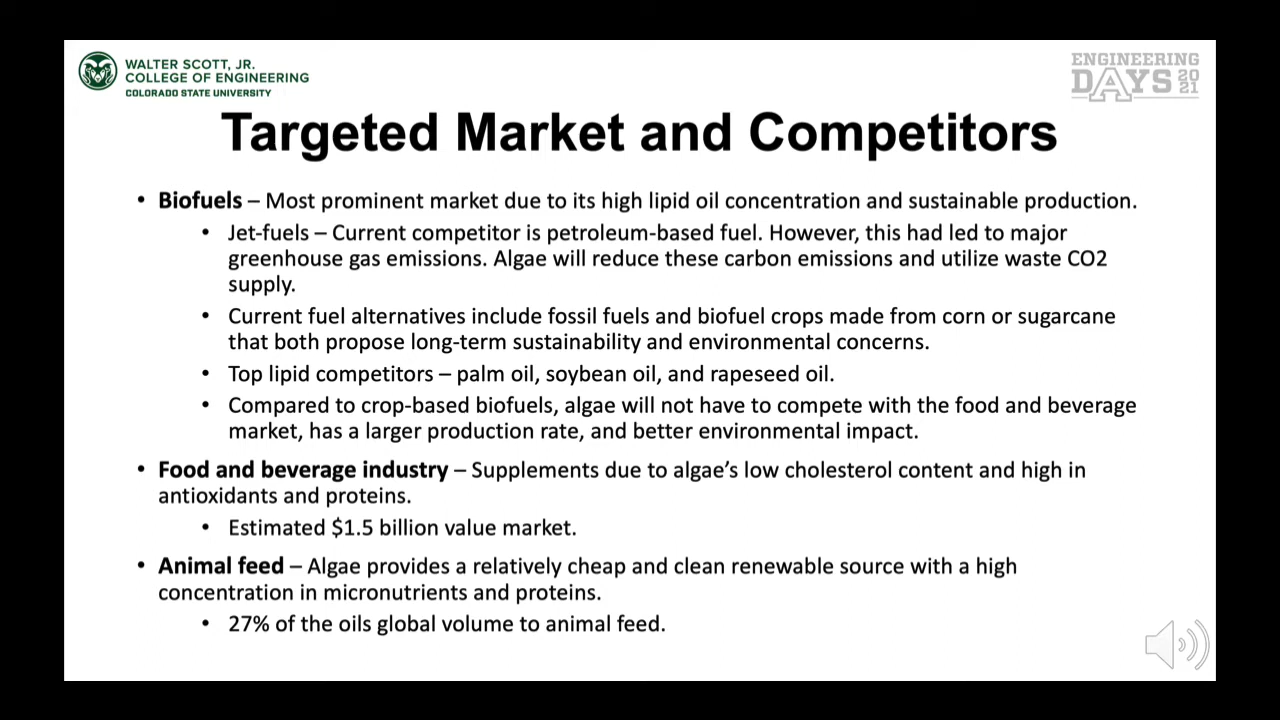 WALTER SCOTT, JR.
COLLEGE OF ENGINEERING
COLORADO STATE UNIVERSITY
ENGINEERING
DAYS 2021
Targeted Market and Competitors
• Biofuels – Most prominent market due to its high lipid oil concentration and sustainable production.
• Jet-fuels – Current competitor is petroleum-based fuel. However, this had led to major
greenhouse gas emissions. Algae will reduce these carbon emissions and utilize waste CO2
supply.
• Current fuel alternatives include fossil fuels and biofuel crops made from corn or sugarcane
that both propose long-term sustainability and environmental concerns.
• Top lipid competitors – palm oil, soybean oil, and rapeseed oil.
• Compared to crop-based biofuels, algae will not have to compete with the food and beverage
market, has a larger production rate, and better environmental impact.
• Food and beverage industry – Supplements due to algae’s low cholesterol content and high in
antioxidants and proteins.
• Estimated $1.5 billion value market.
• Animal feed – Algae provides a relatively cheap and clean renewable source with a high
concentration in micronutrients and proteins.
• 27% of the oils global volume to animal feed.